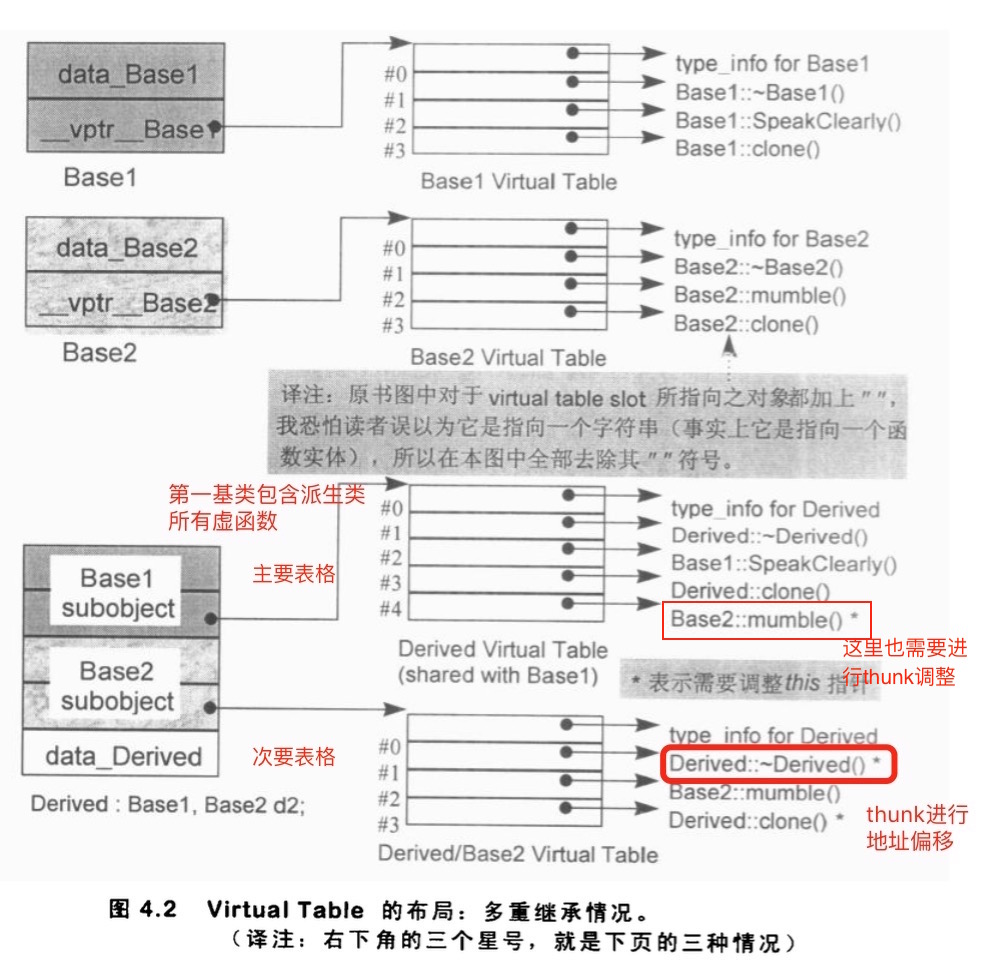 data_Base1
__vptr__Base1
Base1
#0
#1
#2
#3
Base1 Virtual Table
type_info for Base1
Base1::~Base1()
Base1::SpeakClearly()
Base1::clone()
data_Base2
__vptr__Base2
Base2
#0
#1
#2
#3
Base2 Virtual Table
type_info for Base2
Base2::~Base2()
Base2::mumble()
Base2::clone()
译注：原书图中对于 virtual table slot 所指向之对象都加上 ″ ″，
我恐怕读者误以为它是指向一个字符串（事实上它是指向一个函
数实体），所以在本图中全部去除其 ″ ″ 符号。
第一基类包含派生类
所有虚函数
主要表格
Base1
subobject
Base2
subobject
data_Derived
Derived : Base1, Base2 d2;
#0
#1
#2
#3
#4
type_info for Derived
Derived::~Derived()
Base1::SpeakClearly()
Derived::clone()
Base2::mumble() *
Derived Virtual Table
(shared with Base1)
这里也需要进
行thunk调整
* 表示需要调整this 指针
次要表格
#0
#1
#2
#3
type_info for Derived
Derived::~Derived() *
Base2::mumble()
Derived::clone() *
thunk进行
地址偏移
Derived/Base2 Virtual Table
图 4.2 Virtual Table 的布局：多重继承情况。
（译注：右下角的三个星号，就是下页的三种情况）